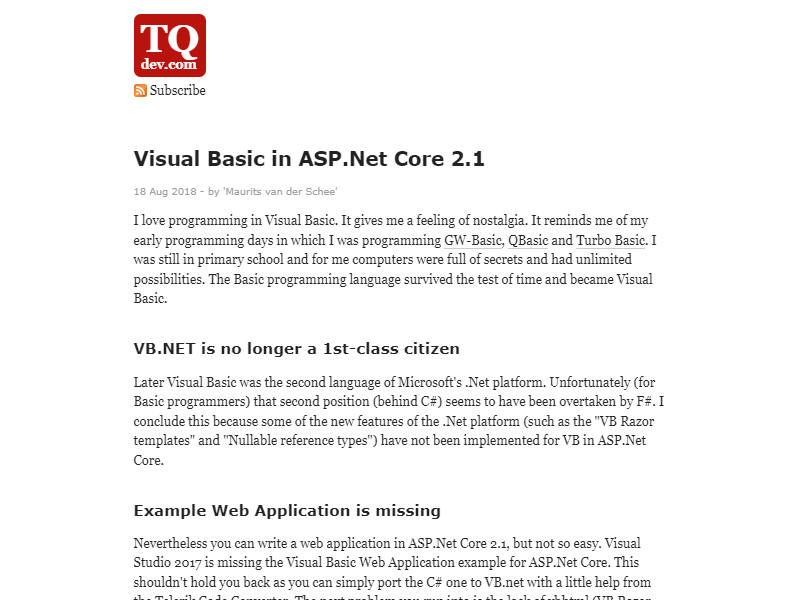 TQ
dev.com
Subscribe
Visual Basic in ASP.Net Core 2.1
18 Aug 2018 - by 'Maurits van der Schee'
I love programming in Visual Basic. It gives me a feeling of nostalgia. It reminds me of my
early programming days in which I was programming GW-Basic, QBasic and Turbo Basic. I
was still in primary school and for me computers were full of secrets and had unlimited
possibilities. The Basic programming language survived the test of time and became Visual
Basic.
VB.NET is no longer a 1st-class citizen
Later Visual Basic was the second language of Microsoft's .Net platform. Unfortunately (for
Basic programmers) that second position (behind C#) seems to have been overtaken by F#. I
conclude this because some of the new features of the .Net platform (such as the "VB Razor
templates" and "Nullable reference types") have not been implemented for VB in ASP.Net
Core.
Example Web Application is missing
Nevertheless you can write a web application in ASP.Net Core 2.1, but not so easy. Visual
Studio 2017 is missing the Visual Basic Web Application example for ASP.Net Core. This
shouldn't hold you back as you can simply port the C# one to VB.net with a little help from
the Telerik Code Converter. The next problem you run into is the lack of vbhtml (VB Razor